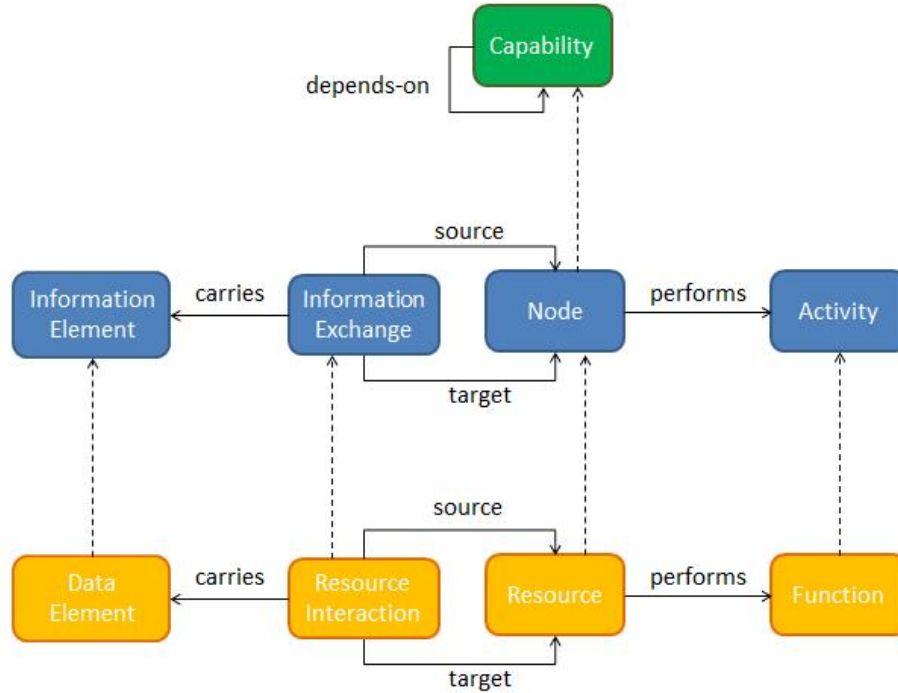 Capability
depends-on
source
Information
Element
carries
Information
Exchange
Node
performs
Activity
target
source
Data
Element
carries
Resource
Interaction
Resource
performs
Function
target